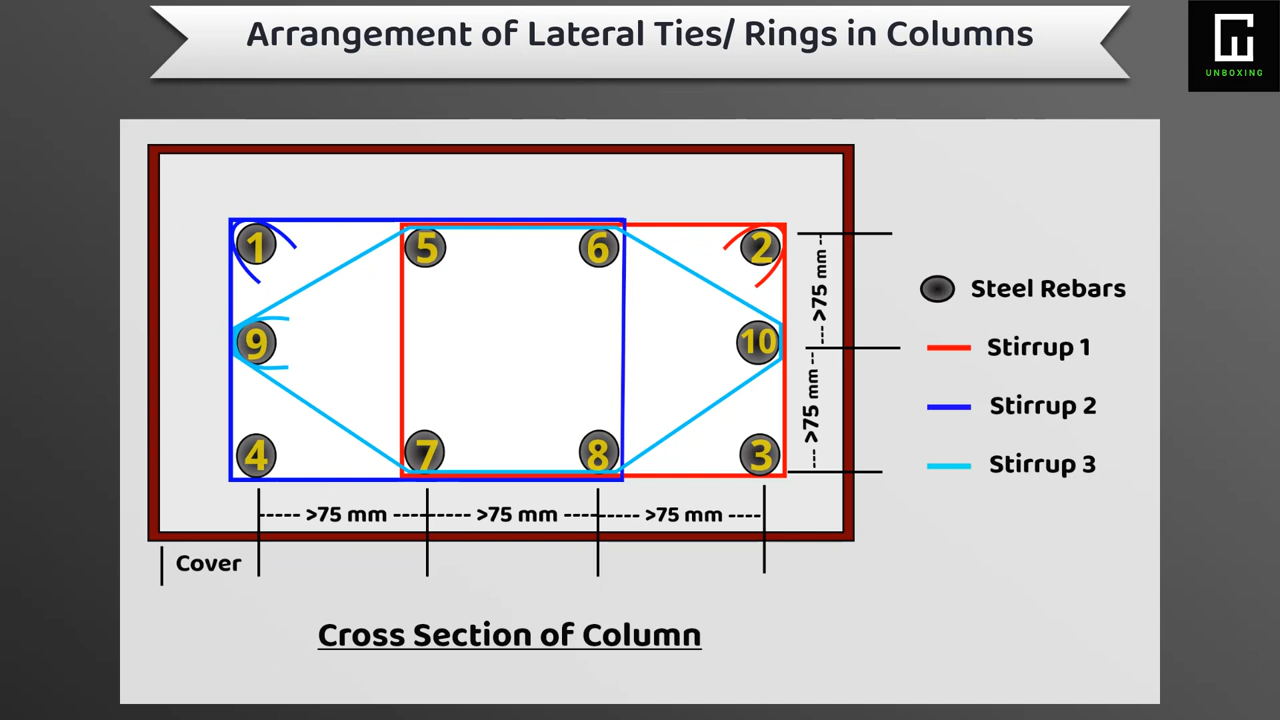 Arrangement of Lateral Ties/ Rings in Columns
UNBOXING
1 5 6 2
>75 mm
9 10
>75 mm
4 7 8 3
>75 mm >75 mm >75 mm
Cover
Steel Rebars
Stirrup 1
Stirrup 2
Stirrup 3
Cross Section of Column